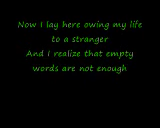 Now I lay here owing my life
to a stranger
And I realize that empty
words are not enough